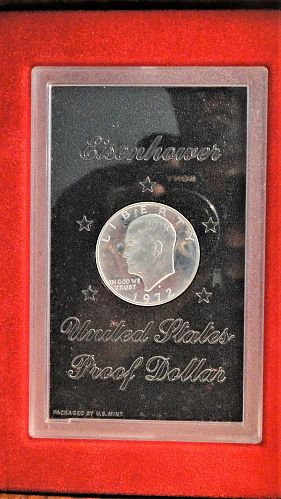 Eisenhower
LIBERTY
IN GOD WE
TRUST
1972
United States
Proof Dollar
PACKAGED BY U.S. MINT